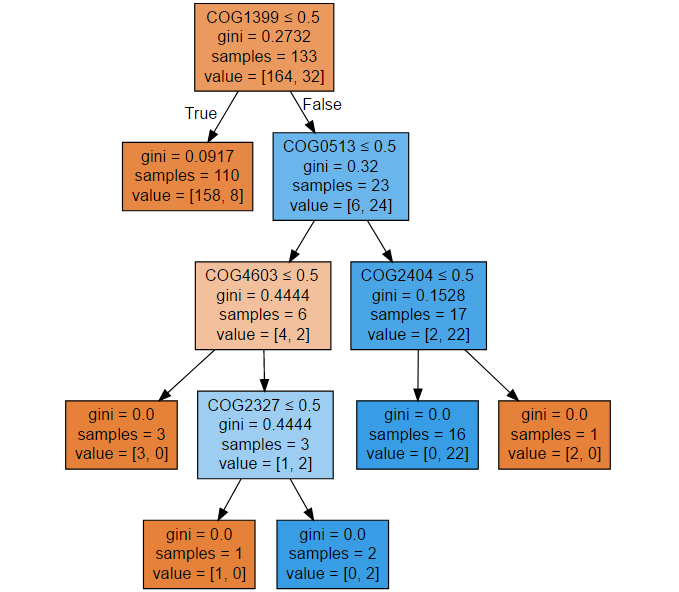 COG1399 ≤ 0.5
gini = 0.2732
samples = 133
value = [164, 32]
True
False
gini = 0.0917
samples = 110
value = [158, 8]
COG0513 ≤ 0.5
gini = 0.32
samples = 23
value = [6, 24]
COG4603 ≤ 0.5
gini = 0.4444
samples = 6
value = [4, 2]
COG2404 ≤ 0.5
gini = 0.1528
samples = 17
value = [2, 22]
gini = 0.0
samples = 3
value = [3, 0]
COG2327 ≤ 0.5
gini = 0.4444
samples = 3
value = [1, 2]
gini = 0.0
samples = 16
value = [0, 22]
gini = 0.0
samples = 1
value = [2, 0]
gini = 0.0
samples = 1
value = [1, 0]
gini = 0.0
samples = 2
value = [0, 2]